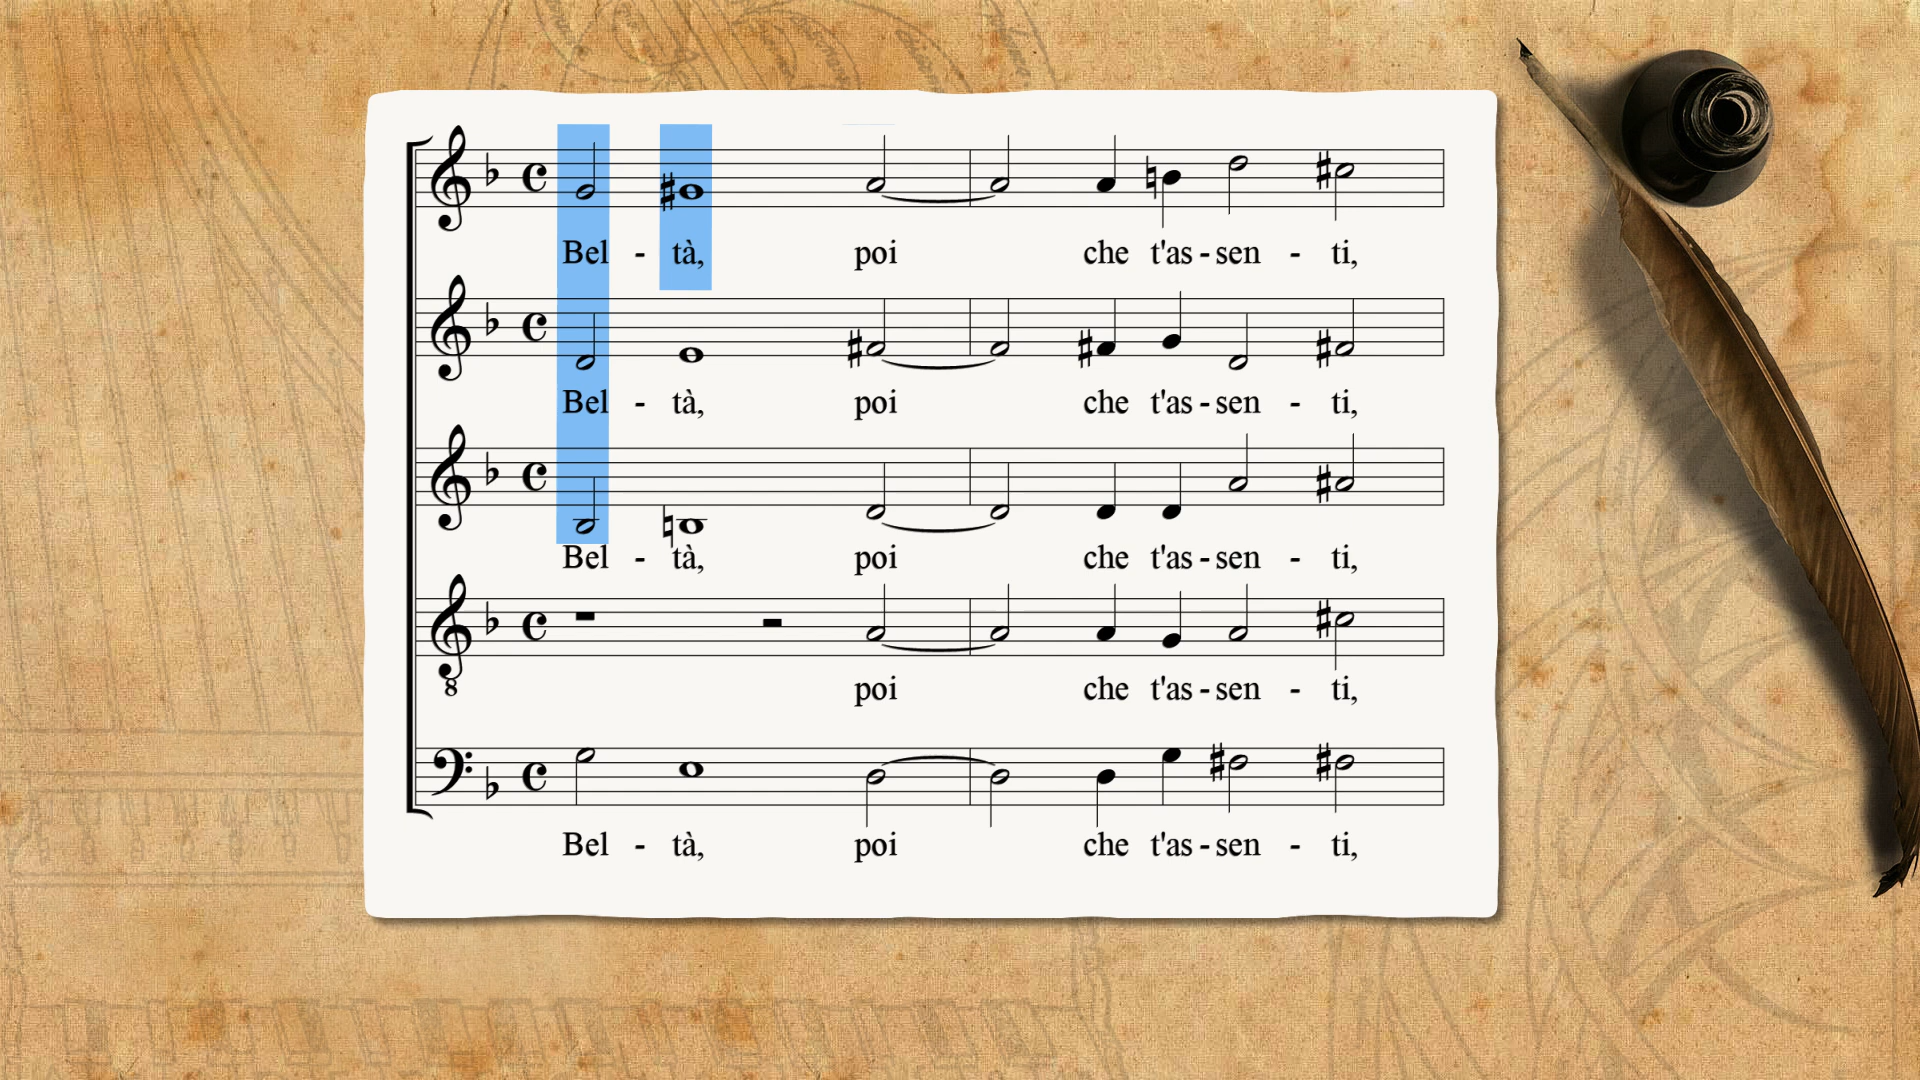 Bel - tà, poi che t'as - sen - ti,
Bel - tà, poi che t'as - sen - ti,
Bel - tà, poi che t'as - sen - ti,
8
poi che t'as - sen - ti,
Bel - tà, poi che t'as - sen - ti,